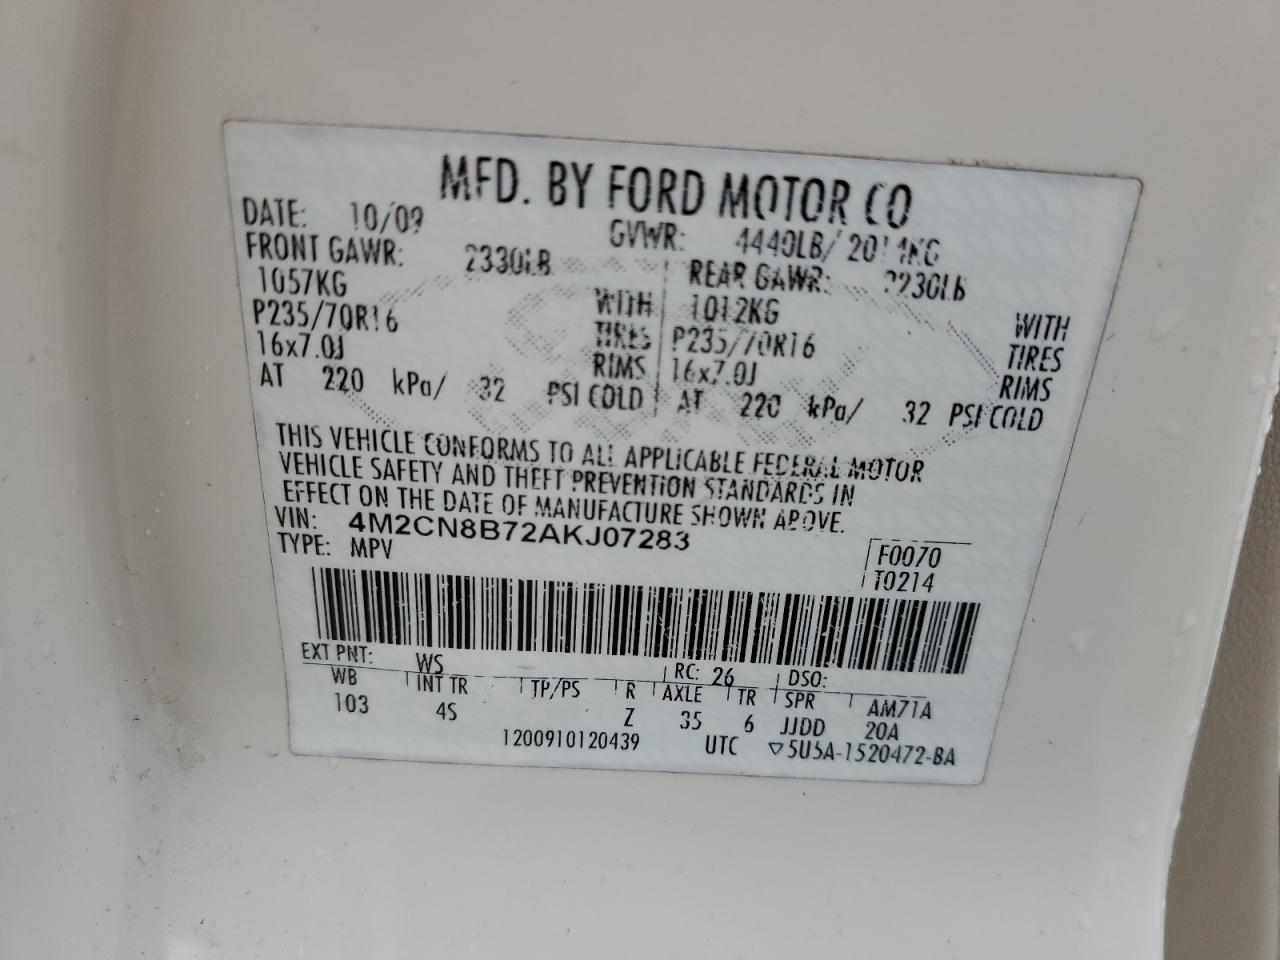 MFD. BY FORD MOTOR CO
DATE: 10/09 GVWR: 4440LB/ 2014KG
FRONT GAWR: 2330LB REAR GAWR: 2230LB
1057KG WITH 1012KG WITH
P235/70R16 TIRES P235/70R16 TIRES
16x7.0J RIMS 16x7.0J RIMS
AT 220 kPa/ 32 PSI COLD AT 220 kPa/ 32 PSI COLD
THIS VEHICLE CONFORMS TO ALL APPLICABLE FEDERAL MOTOR
VEHICLE SAFETY AND THEFT PREVENTION STANDARDS IN
EFFECT ON THE DATE OF MANUFACTURE SHOWN ABOVE.
VIN: 4M2CN8B72AKJ07283 F0070
TYPE: MPV T0214
EXT PNT: WS RC: 26 DSO:
WB INT TR TP/PS R AXLE TR SPR AM71A
103 4S Z 35 6 JJDD 20A
1200910120439 UTC ▽5U5A-1520472-BA